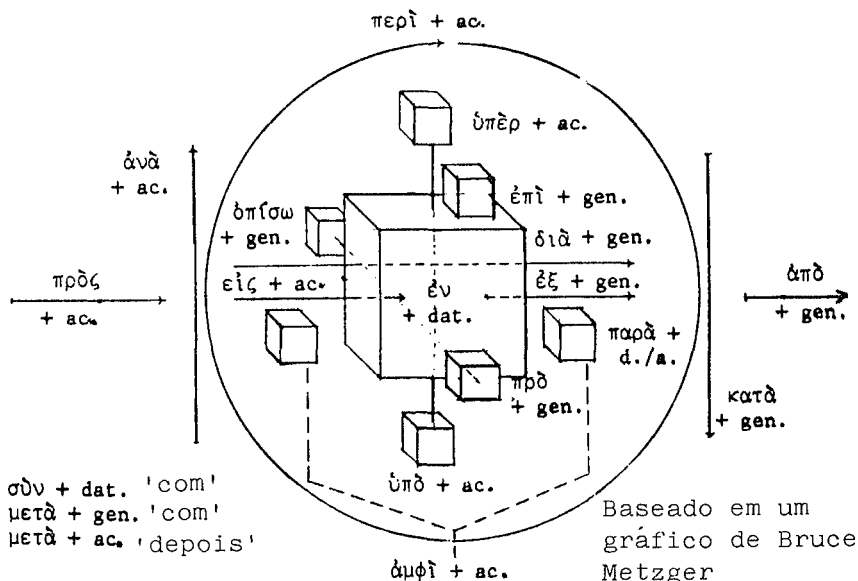 περὶ + ac.
ὑπὲρ + ac.
ἀνὰ
+ ac.
ὀπίσω
+ gen.
ἐπὶ + gen.
διὰ + gen.
πρὸς
+ ac.
εἰς + ac.
ἐν
+ dat.
ἐξ + gen.
ἀπὸ
+ gen.
παρὰ +
d./a.
πρὸ
+ gen.
κατὰ
+ gen.
ὑπὸ + ac.
σὺν + dat. 'com'
μετὰ + gen. 'com'
μετὰ + ac. 'depois'
ἀμφὶ + ac.
Baseado em um
gráfico de Bruce
Metzger